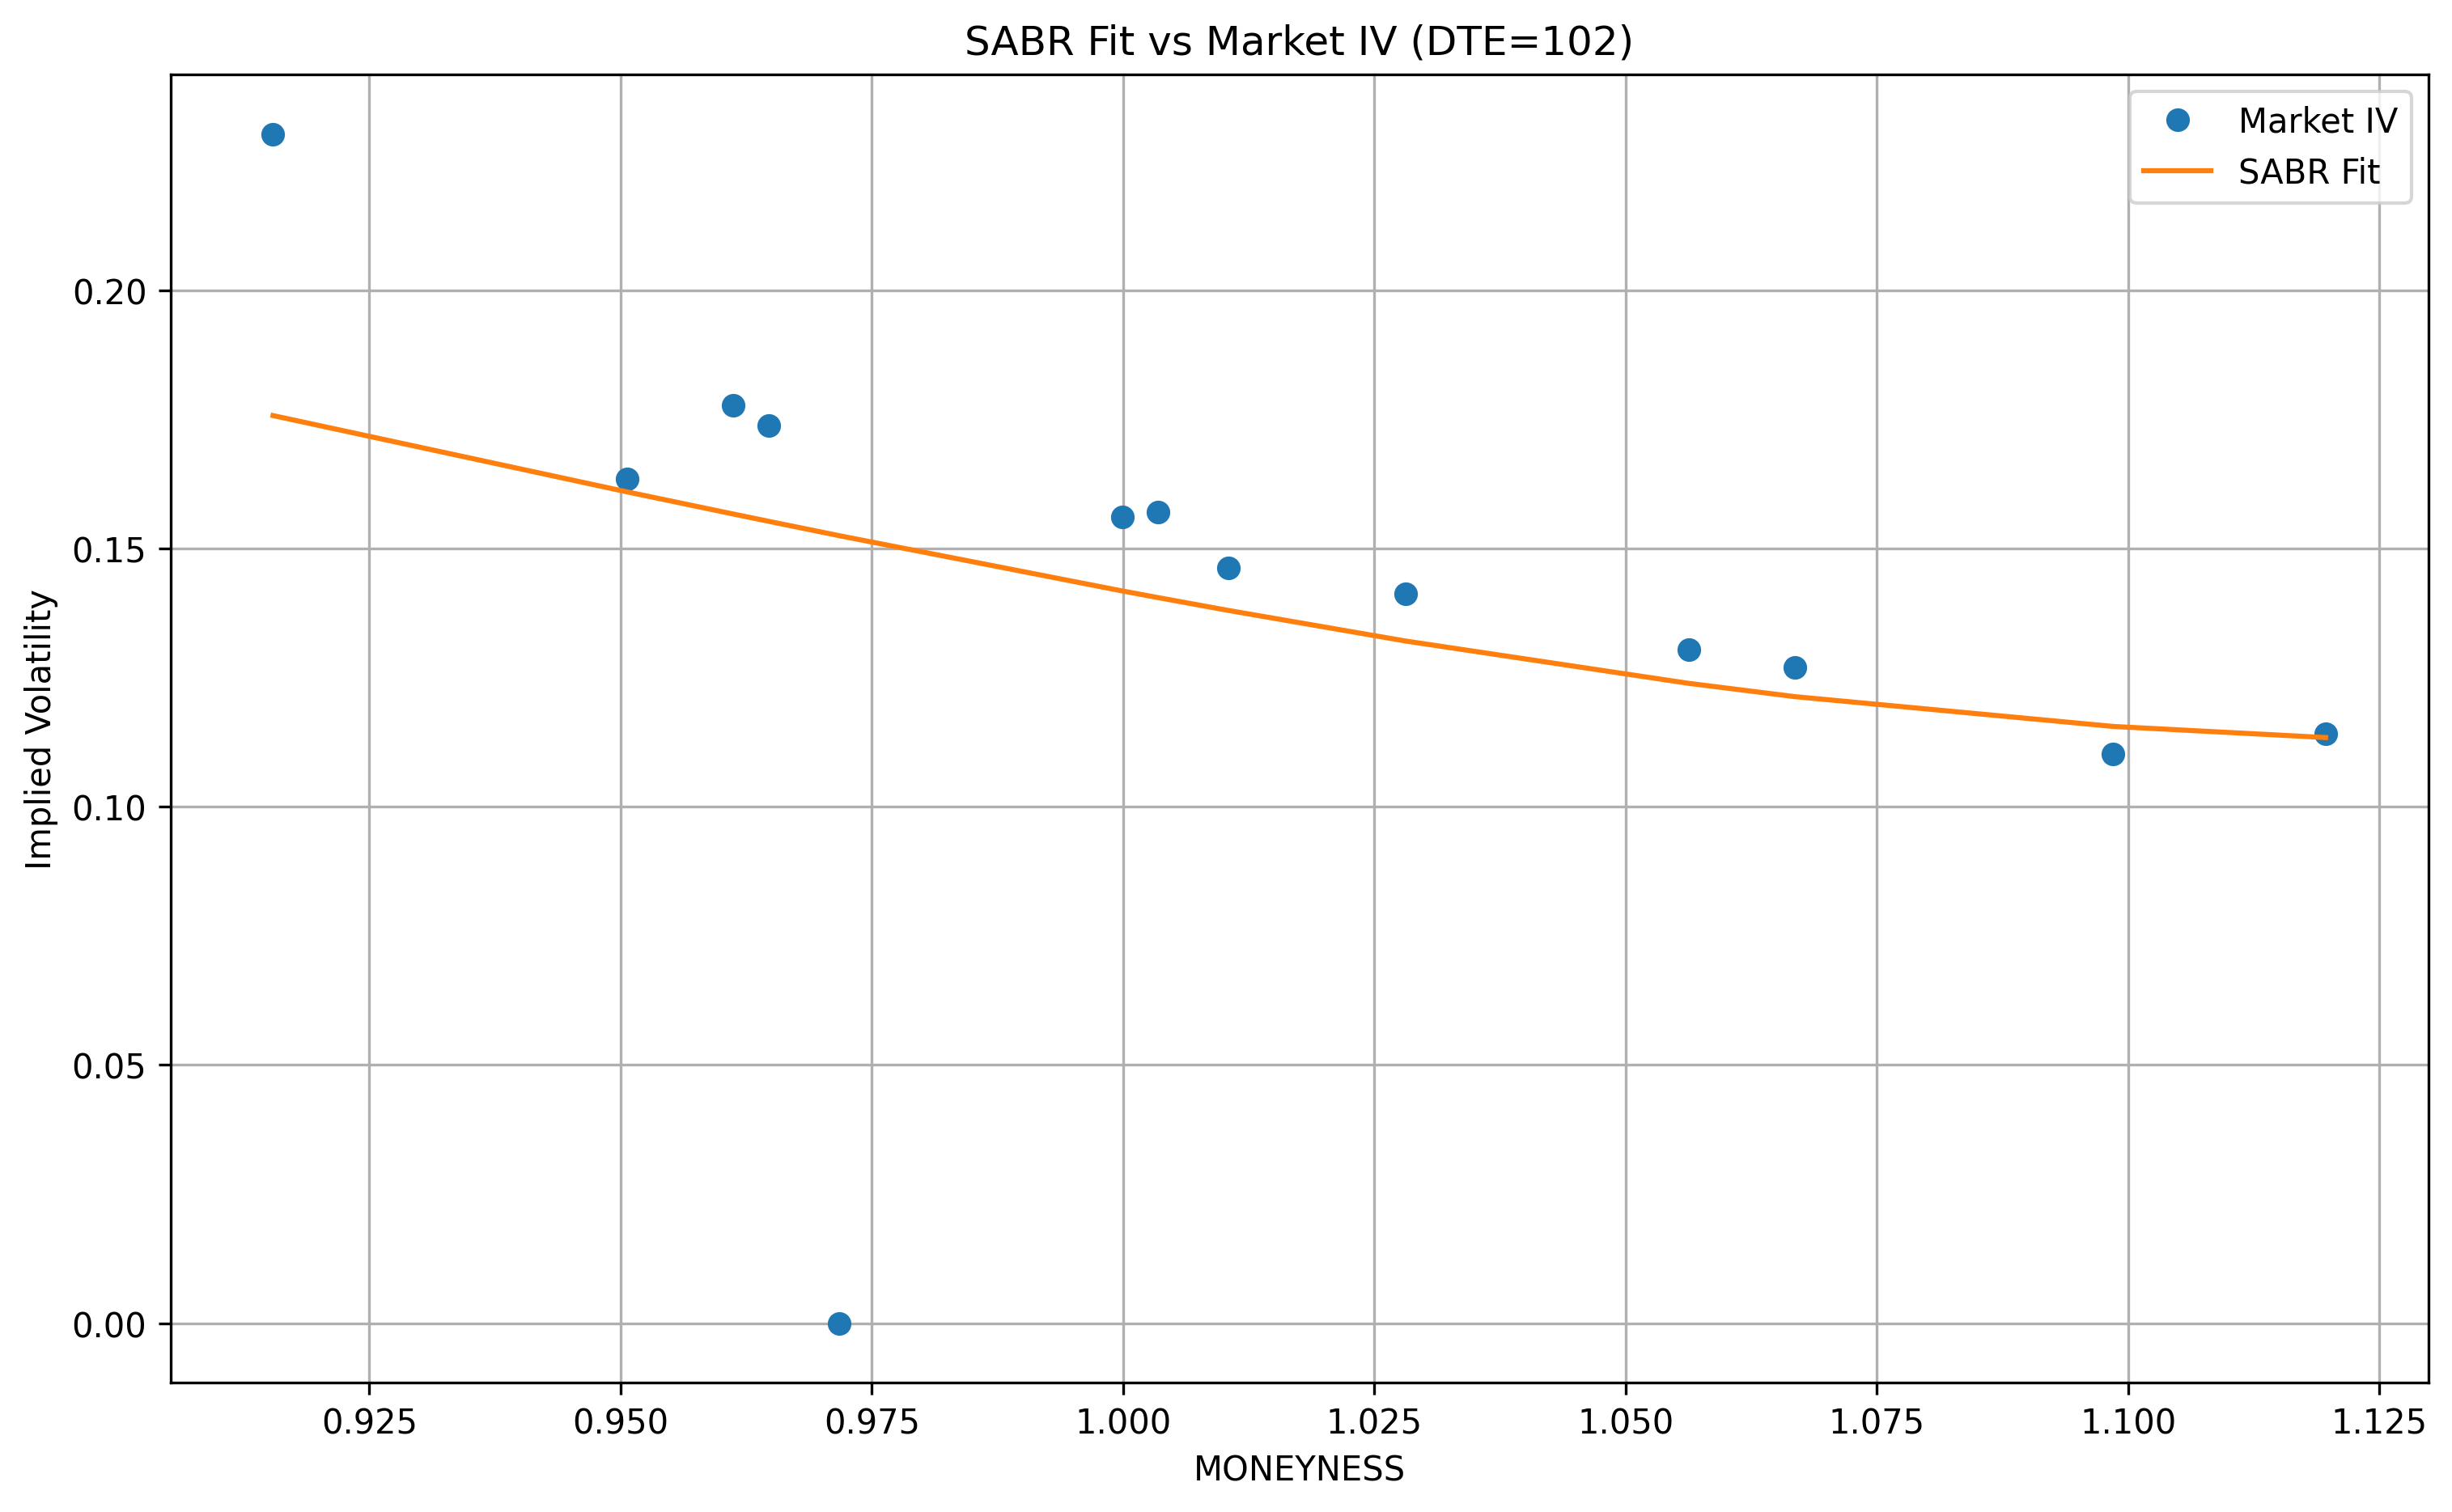 SABR Fit vs Market IV (DTE=102)
Market IV
SABR Fit
Implied Volatility
0.20
0.15
0.10
0.05
0.00
0.925 0.950 0.975 1.000 1.025 1.050 1.075 1.100 1.125
MONEYNESS